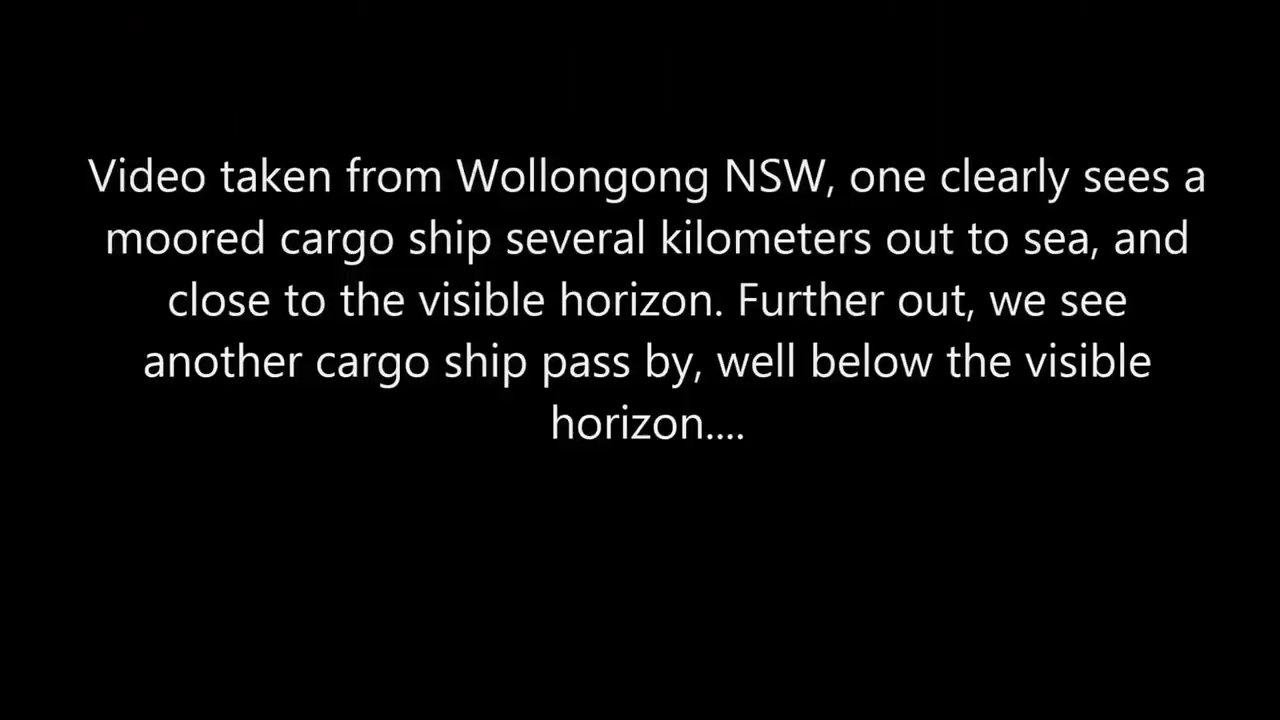 Video taken from Wollongong NSW, one clearly sees a
moored cargo ship several kilometers out to sea, and
close to the visible horizon. Further out, we see
another cargo ship pass by, well below the visible
horizon....